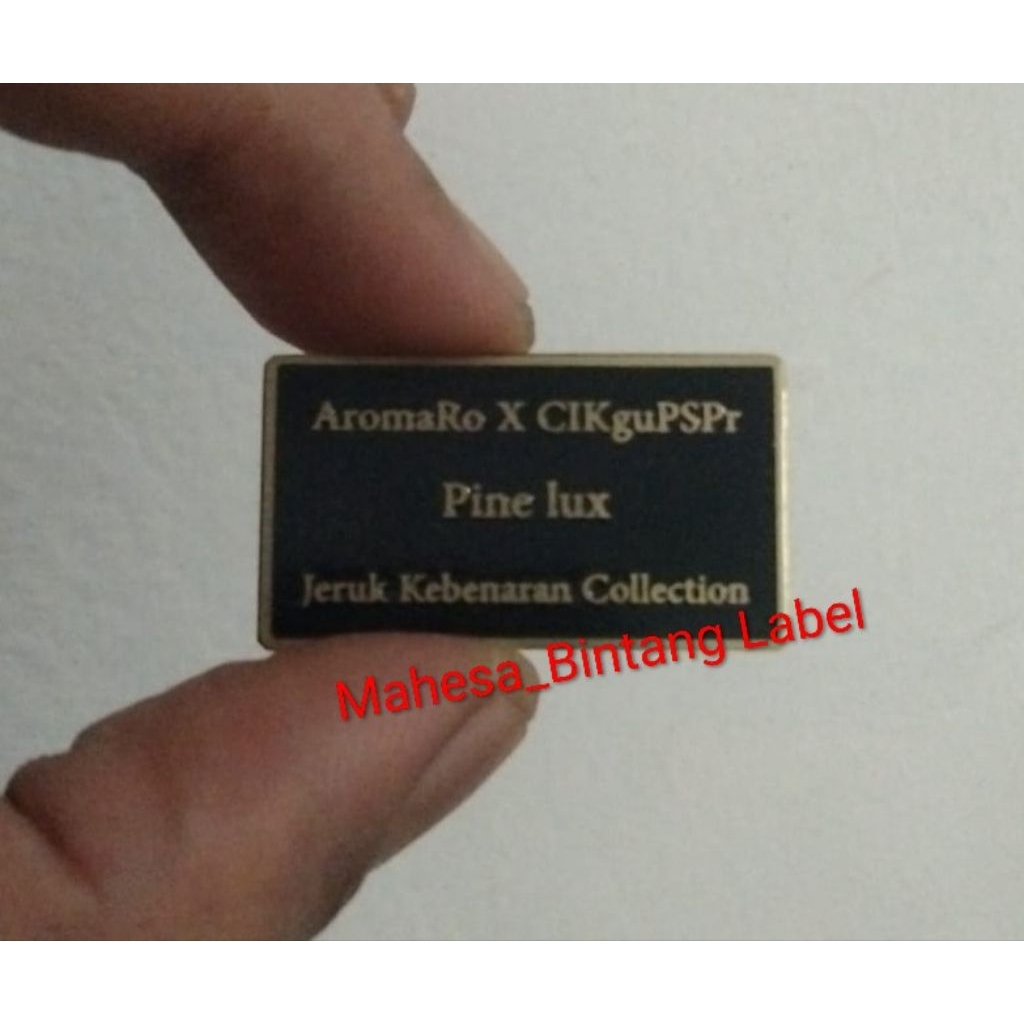 AromaRo X CIKguPSPr
Pine lux
Jeruk Kebenaran Collection
Mahesa_Bintang Label